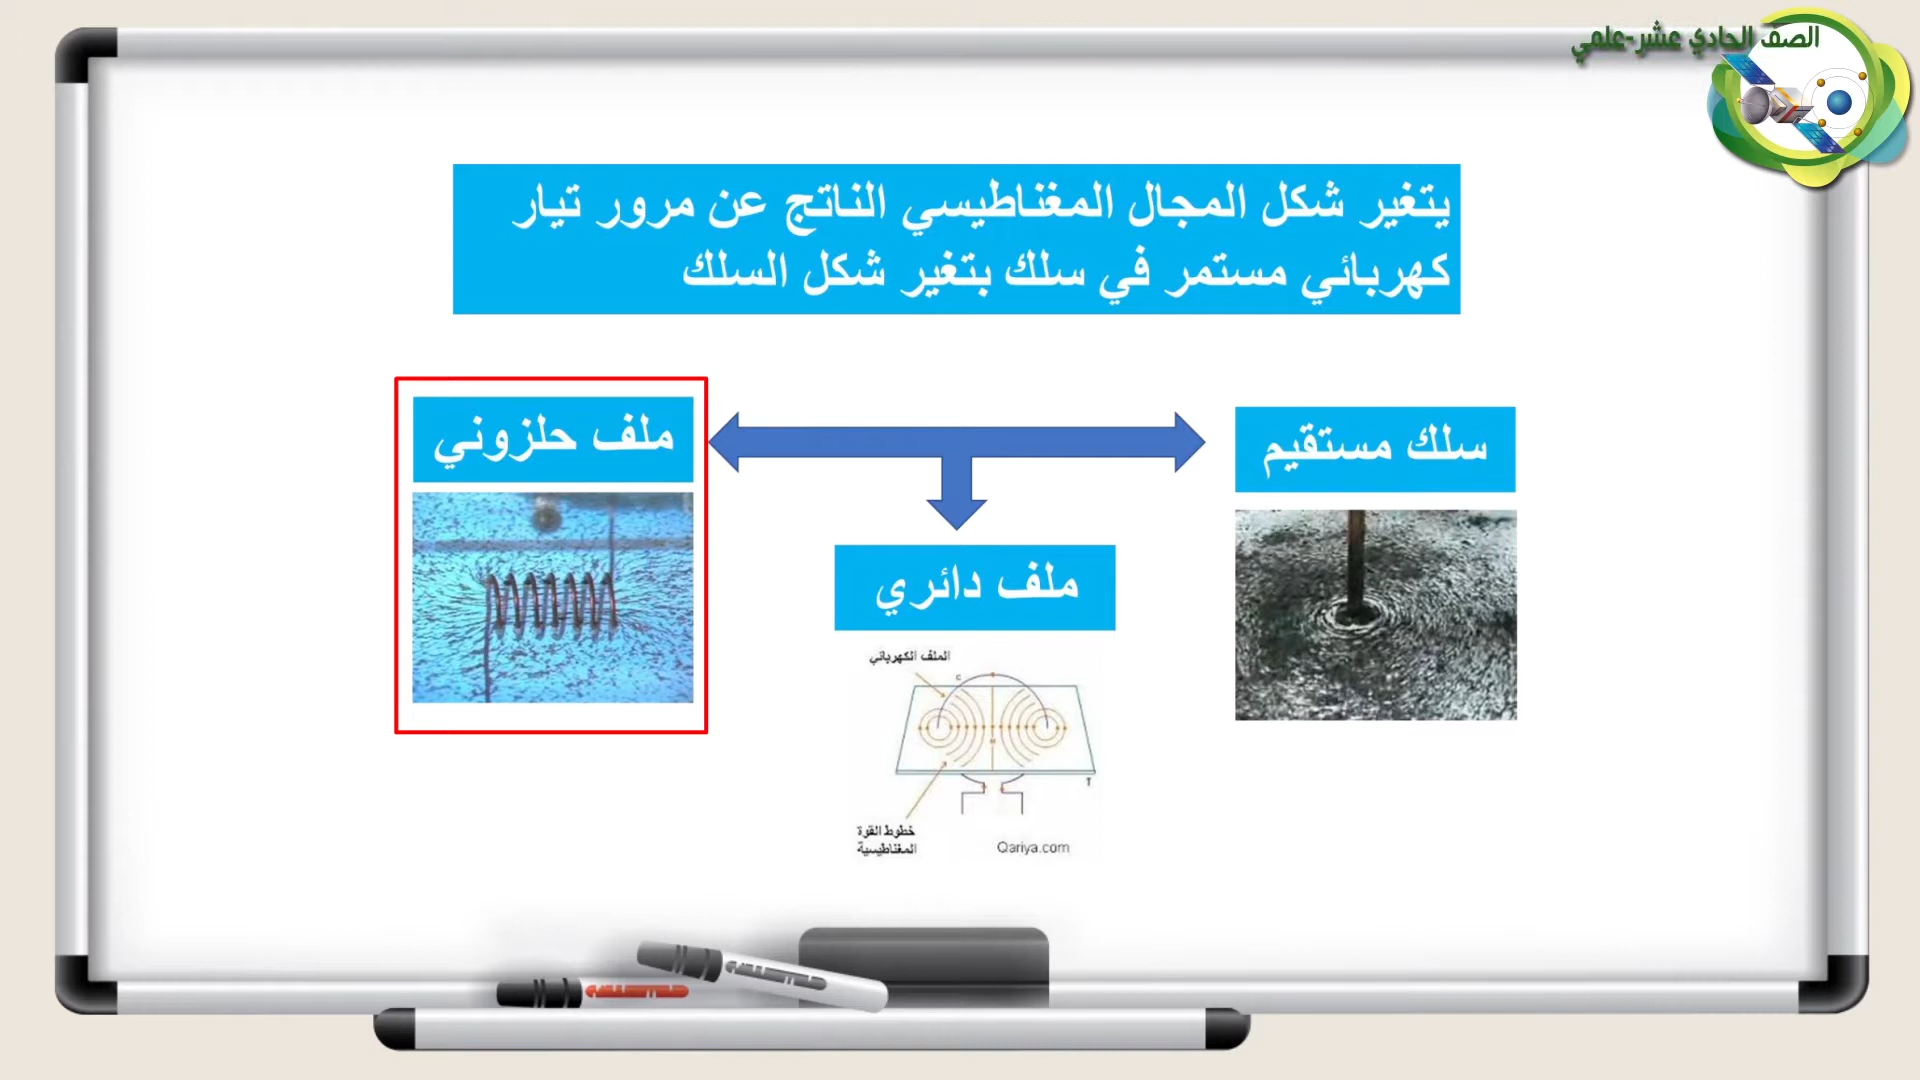 الصف الحادي عشر-علمي
يتغير شكل المجال المغناطيسي الناتج عن مرور تيار
كهربائي مستمر في سلك بتغير شكل السلك
سلك مستقيم
ملف حلزوني
ملف دائري
الملف الكهربائي
C
T
خطوط القوة
المغناطيسية
Qariya.com